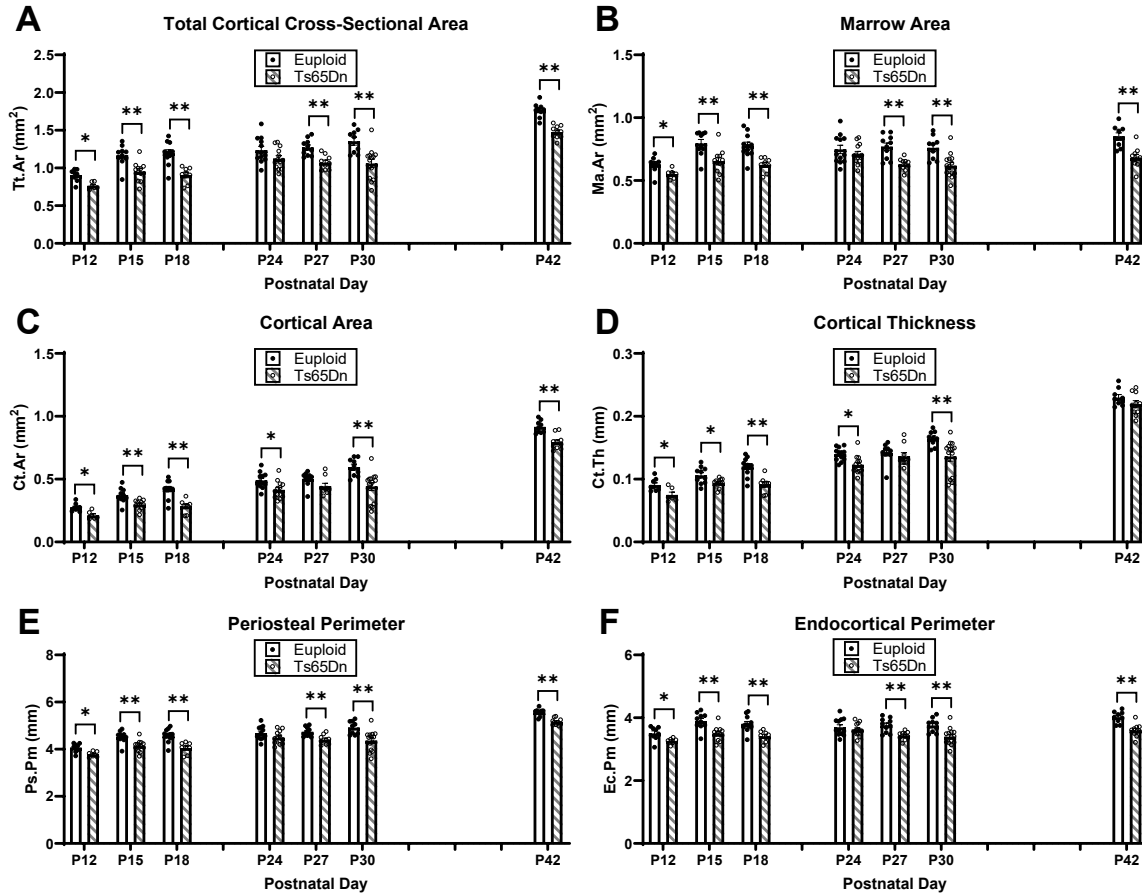 A
Total Cortical Cross-Sectional Area
Euploid
Ts65Dn
Tt.Ar (mm²)
2.5
2.0
1.5
1.0
0.5
0.0
* ** ** ** ** **
P12 P15 P18 P24 P27 P30 P42
Postnatal Day
B
Marrow Area
Euploid
Ts65Dn
Ma.Ar (mm²)
1.5
1.0
0.5
0.0
* ** ** ** ** **
P12 P15 P18 P24 P27 P30 P42
Postnatal Day
C
Cortical Area
Euploid
Ts65Dn
Ct.Ar (mm²)
1.5
1.0
0.5
0.0
* ** ** * ** **
P12 P15 P18 P24 P27 P30 P42
Postnatal Day
D
Cortical Thickness
Euploid
Ts65Dn
Ct.Th (mm)
0.3
0.2
0.1
0.0
* * ** * **
P12 P15 P18 P24 P27 P30 P42
Postnatal Day
E
Periosteal Perimeter
Euploid
Ts65Dn
Ps.Pm (mm)
8
6
4
2
0
* ** ** ** ** **
P12 P15 P18 P24 P27 P30 P42
Postnatal Day
F
Endocortical Perimeter
Euploid
Ts65Dn
Ec.Pm (mm)
6
4
2
0
* ** ** ** ** **
P12 P15 P18 P24 P27 P30 P42
Postnatal Day